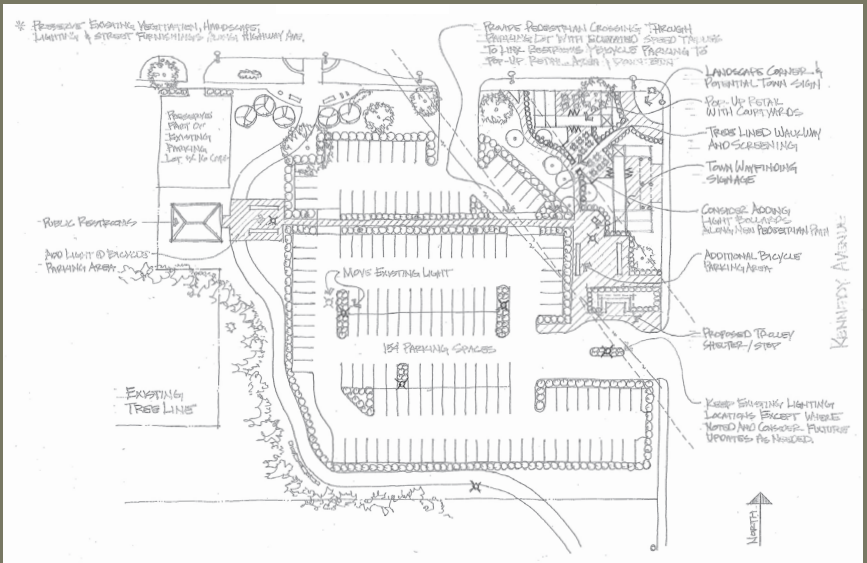 * PRESERVE EXISTING VEGETATION, HARDSCAPE,
LIGHTING & STREET FURNISHINGS ALONG HIGHWAY AVE.
PROVIDE PEDESTRIAN CROSSING THROUGH
PARKING LOT WITH ELEVATED SPEED TABLES
TO LINK RESTROOMS / BICYCLE PARKING TO
POP-UP RETAIL AREA &
LANDSCAPE CORNER &
POTENTIAL TOWN SIGN
POP-UP RETAIL
WITH COURTYARDS
TREE LINED WALKWAY
AND SCREENING
TOWN WAYFINDING
SIGNAGE
CONSIDER ADDING
LIGHT BOLLARDS
ALONG NEW PEDESTRIAN PATH
ADDITIONAL BICYCLE
PARKING AREA
PROPOSED TROLLEY
SHELTER / STOP
KEEP EXISTING LIGHTING
LOCATIONS EXCEPT WHERE
NOTED AND CONSIDER FIXTURE
UPDATES AS NEEDED.
KENNEDY AVENUE
PRESERVE
PART OF
EXISTING
PARKING
LOT
PUBLIC RESTROOMS
ADD LIGHT @ BICYCLE
PARKING AREA
MOVE EXISTING LIGHT
154 PARKING SPACES
EXISTING
TREE LINE
NORTH